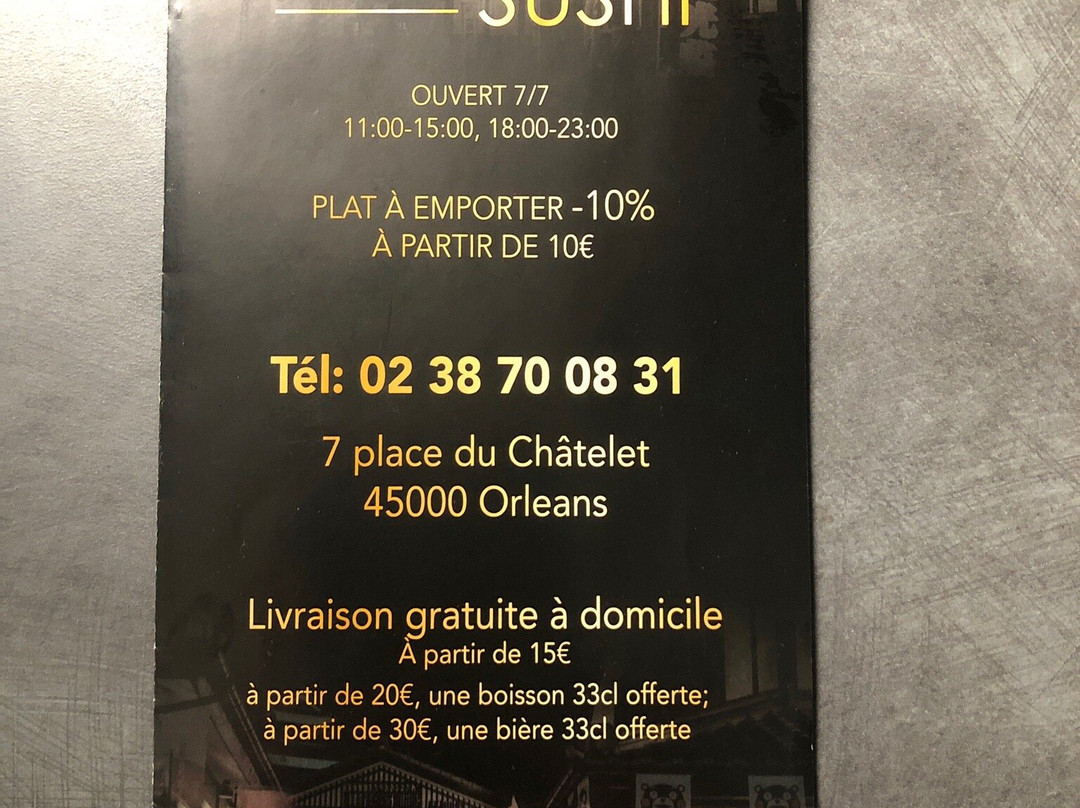 SUSHI
OUVERT 7/7
11:00-15:00, 18:00-23:00
PLAT À EMPORTER -10%
À PARTIR DE 10€
Tél: 02 38 70 08 31
7 place du Châtelet
45000 Orleans
Livraison gratuite à domicile
À partir de 15€
à partir de 20€, une boisson 33cl offerte;
à partir de 30€, une bière 33cl offerte